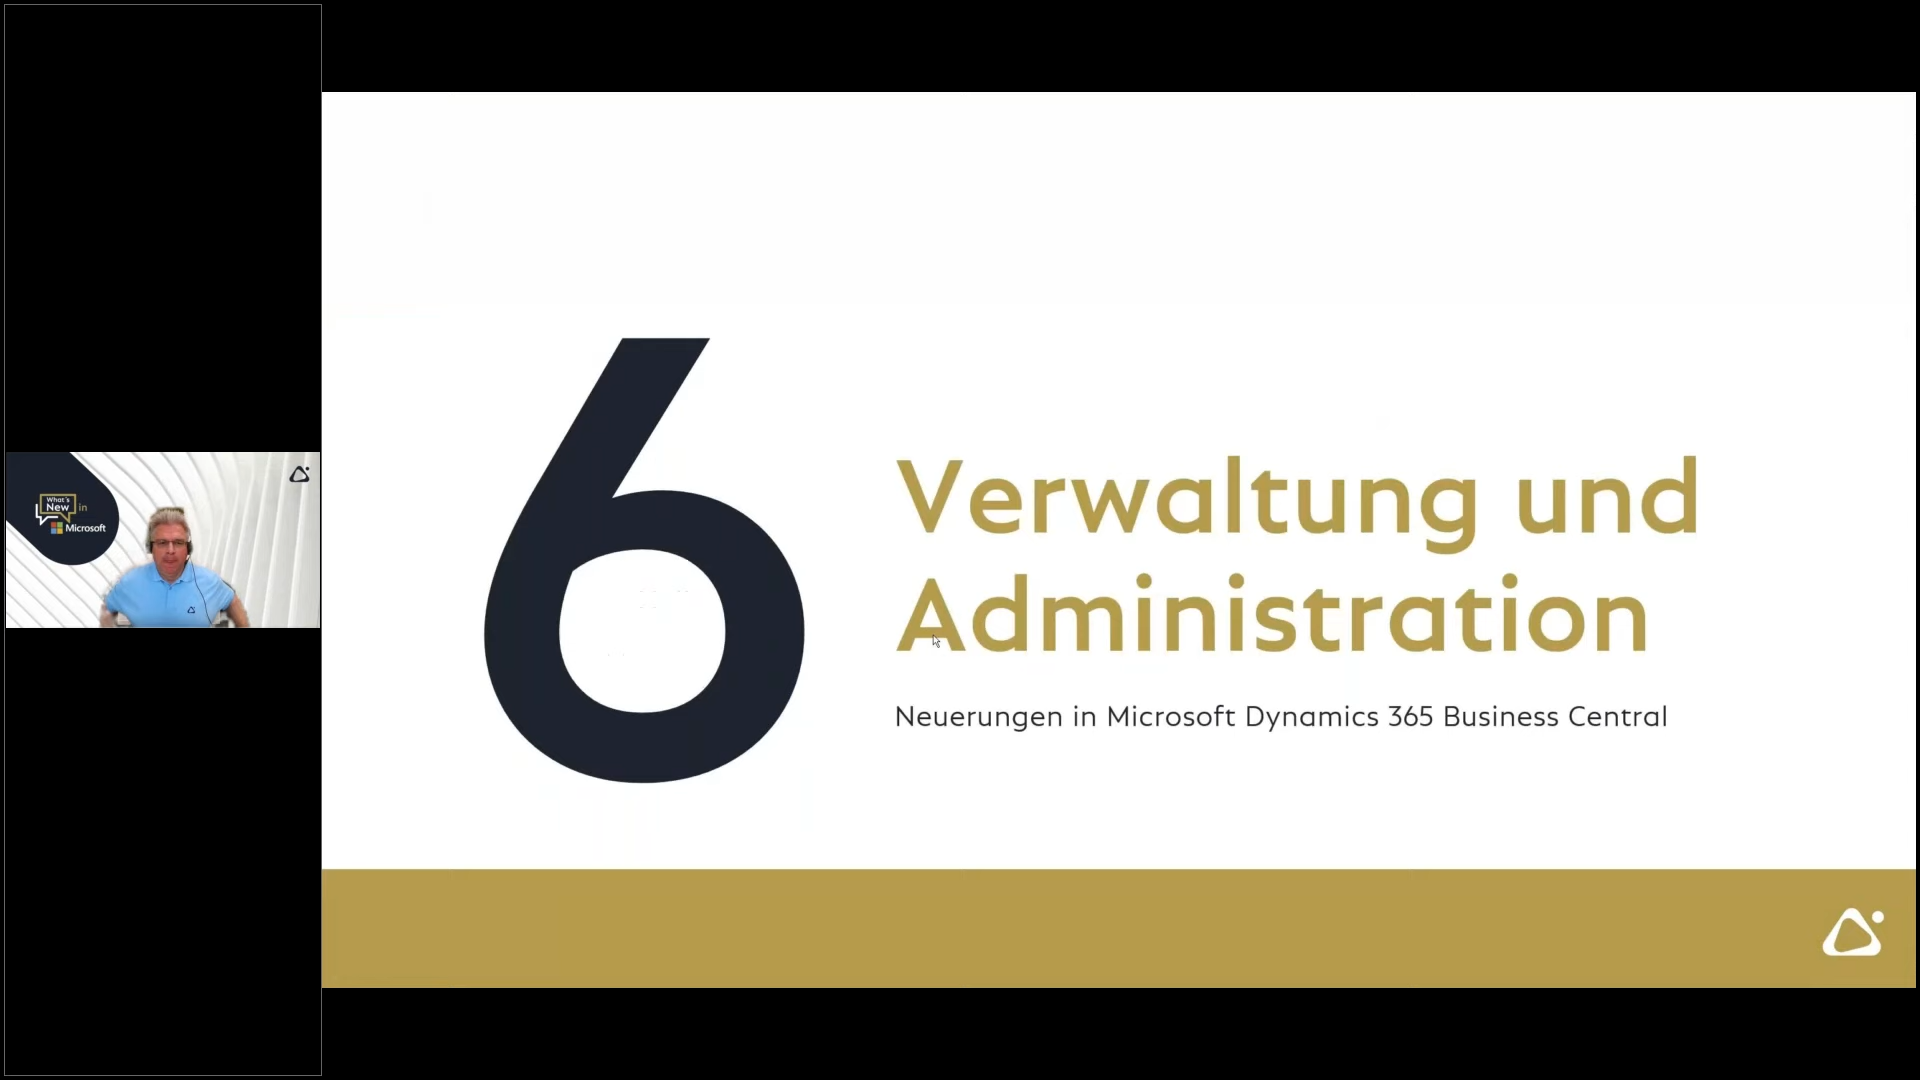 What's
New in
Microsoft
6
Verwaltung und
Administration
Neuerungen in Microsoft Dynamics 365 Business Central